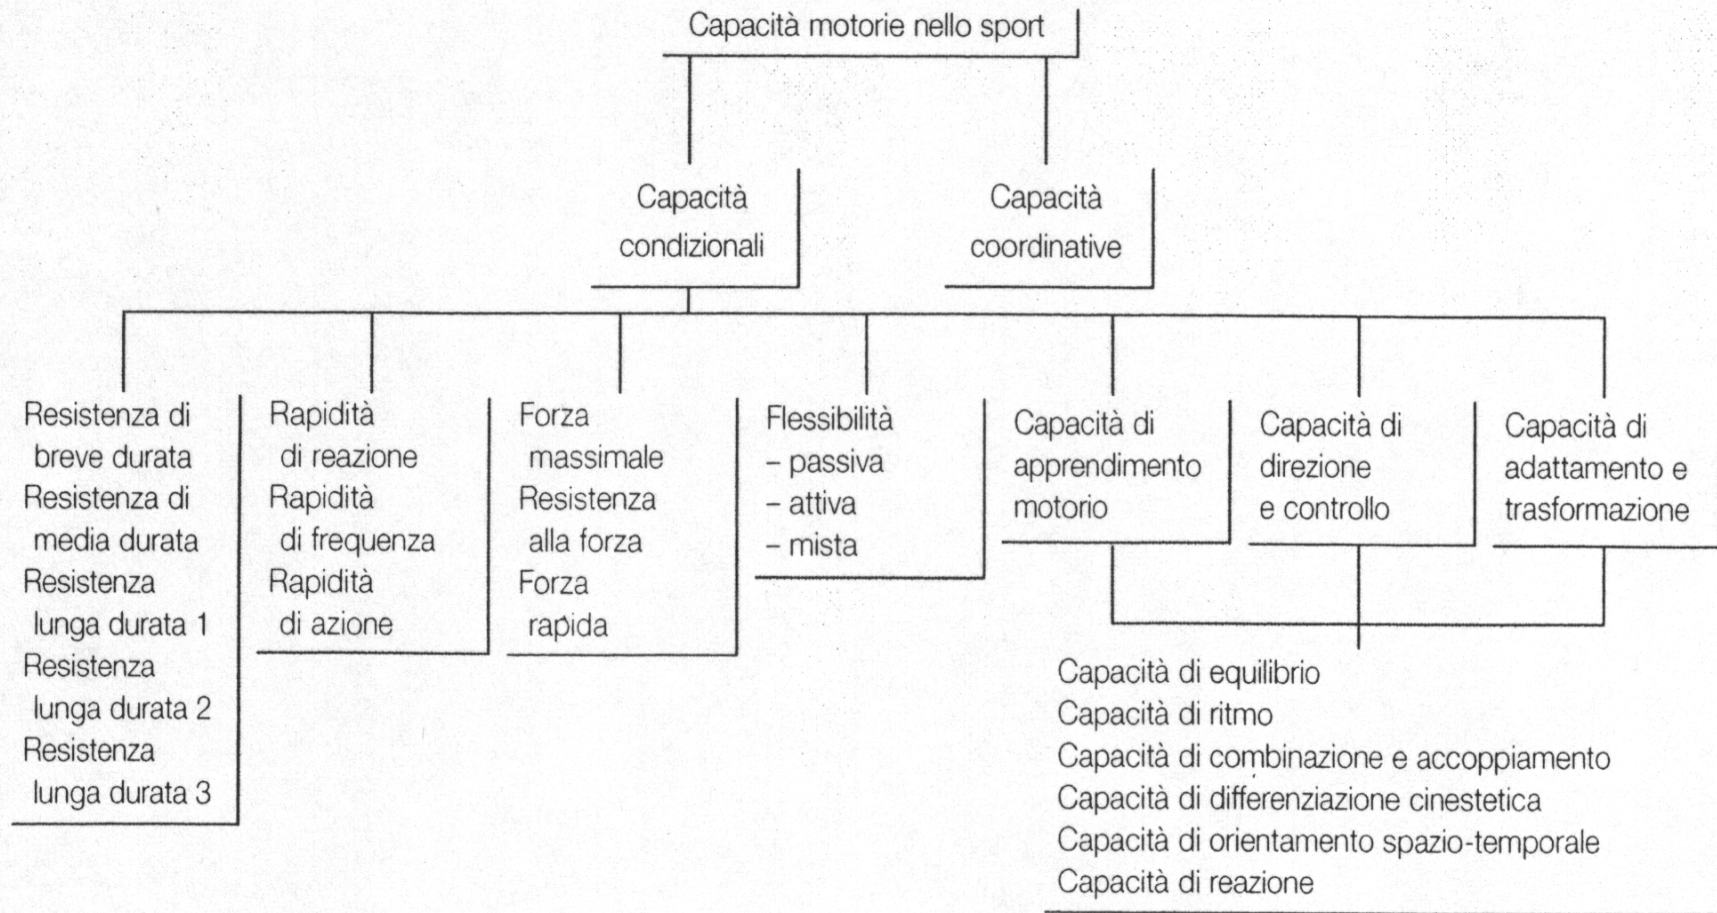 Capacità motorie nello sport
Capacità
condizionali
Capacità
coordinative
Resistenza di
breve durata
Resistenza di
media durata
Resistenza
lunga durata 1
Resistenza
lunga durata 2
Resistenza
lunga durata 3
Rapidità
di reazione
Rapidità
di frequenza
Rapidità
di azione
Forza
massimale
Resistenza
alla forza
Forza
rapida
Flessibilità
– passiva
– attiva
– mista
Capacità di
apprendimento
motorio
Capacità di
direzione
e controllo
Capacità di
adattamento e
trasformazione
Capacità di equilibrio
Capacità di ritmo
Capacità di combinazione e accoppiamento
Capacità di differenziazione cinestetica
Capacità di orientamento spazio-temporale
Capacità di reazione